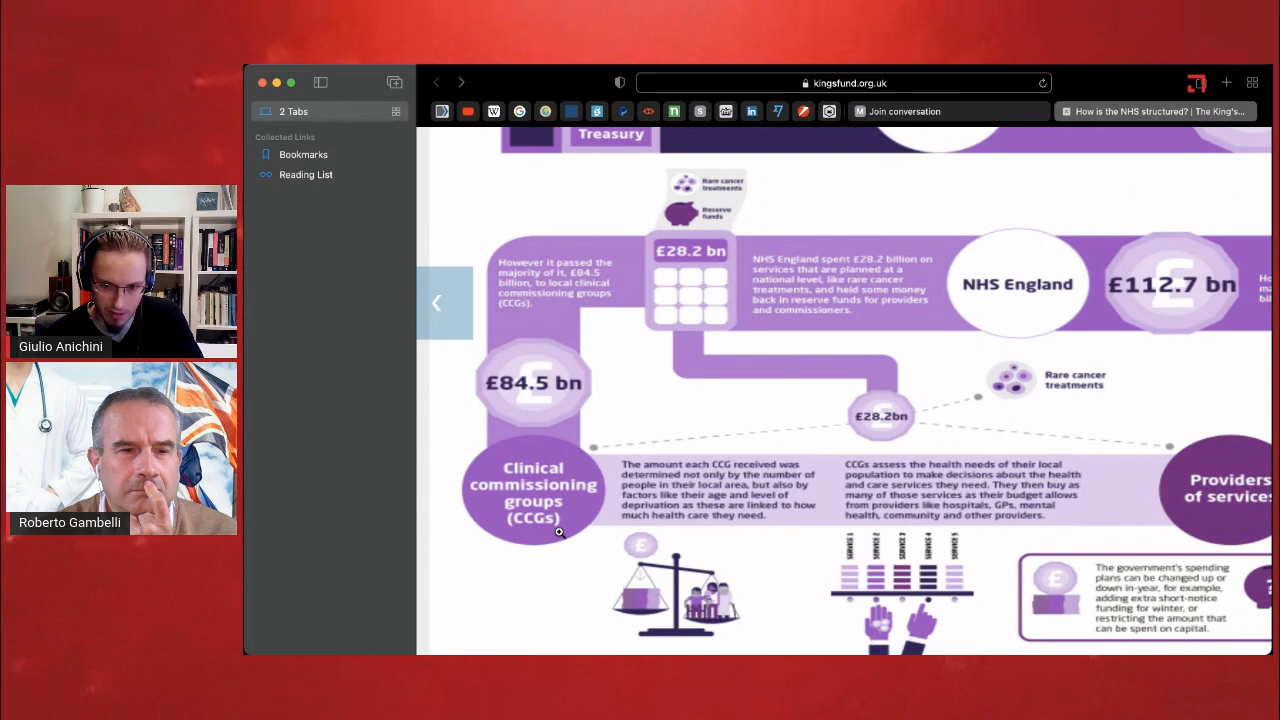 kingsfund.org.uk
2 Tabs
Join conversation
How is the NHS structured? | The King's...
Collected Links
Bookmarks
Reading List
Treasury
Rare cancer
treatments
Reserve
funds
£28.2 bn
However it passed the
majority of it, £84.5
billion, to local clinical
commissioning groups
(CCGs).
NHS England spent £28.2 billion on
services that are planned at a
national level, like rare cancer
treatments, and held some money
back in reserve funds for providers
and commissioners.
NHS England
£112.7 bn
£84.5 bn
£28.2bn
Rare cancer
treatments
Clinical
commissioning
groups
(CCGs)
The amount each CCG received was
determined not only by the number of
people in their local area, but also by
factors like their age and level of
deprivation as these are linked to how
much health care they need.
CCGs assess the health needs of their local
population to make decisions about the health
and care services they need. They then buy as
many of those services as their budget allows
from providers like hospitals, GPs, mental
health, community and other providers.
Providers
of services
SERVICE 1
SERVICE 2
SERVICE 3
SERVICE 4
SERVICE 5
The government's spending
plans can be changed up or
down in-year, for example,
adding extra short-notice
funding for winter, or
restricting the amount that
can be spent on capital.
Giulio Anichini
Roberto Gambelli